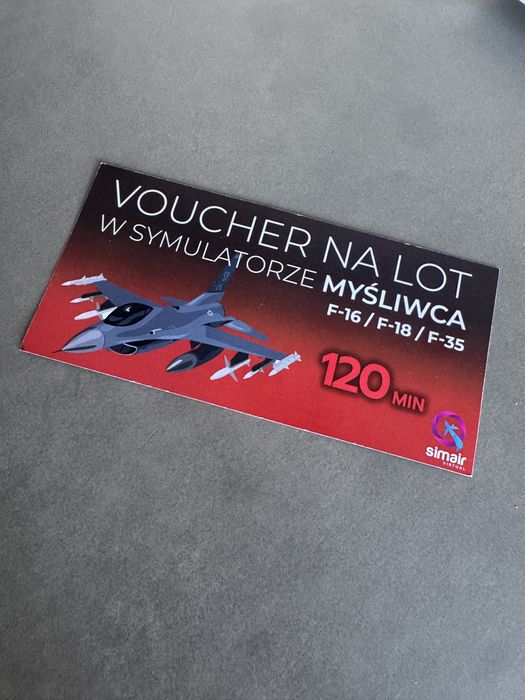 VOUCHER NA LOT
W SYMULATORZE MYŚLIWCA
F-16 / F-18 / F-35
120 MIN
simair
VIRTUAL